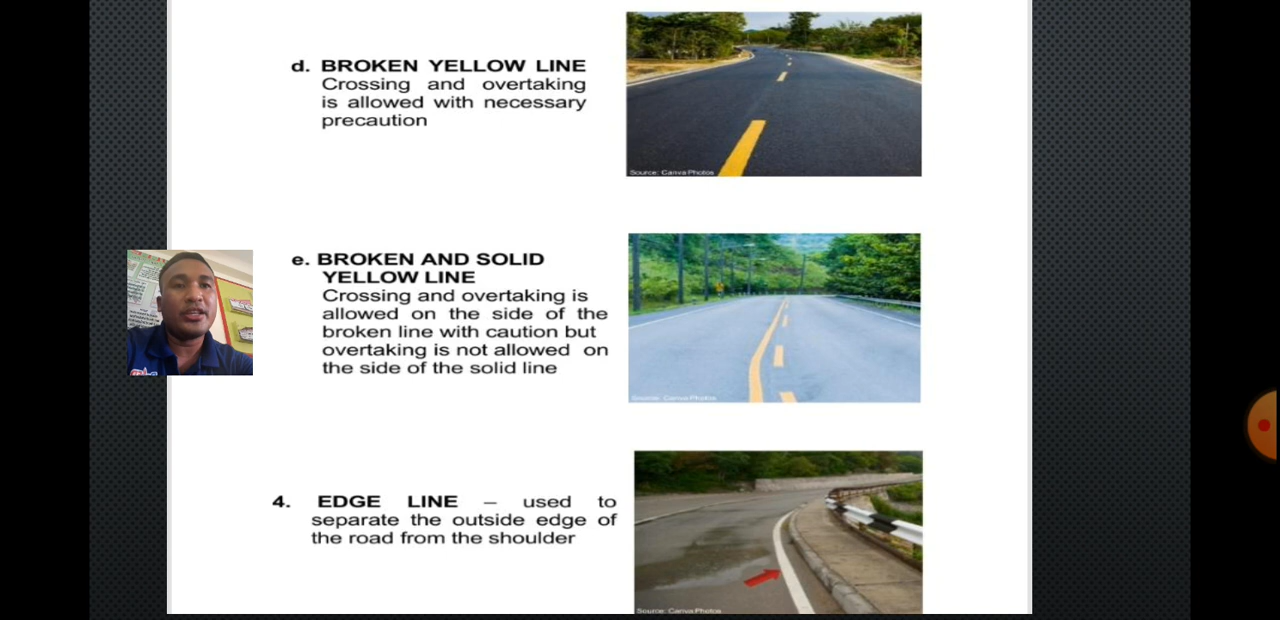 d. BROKEN YELLOW LINE
Crossing and overtaking
is allowed with necessary
precaution
Source: Canva Photos
e. BROKEN AND SOLID
YELLOW LINE
Crossing and overtaking is
allowed on the side of the
broken line with caution but
overtaking is not allowed on
the side of the solid line
Source: Canva Photos
4. EDGE LINE – used to
separate the outside edge of
the road from the shoulder
Source: Canva Photos